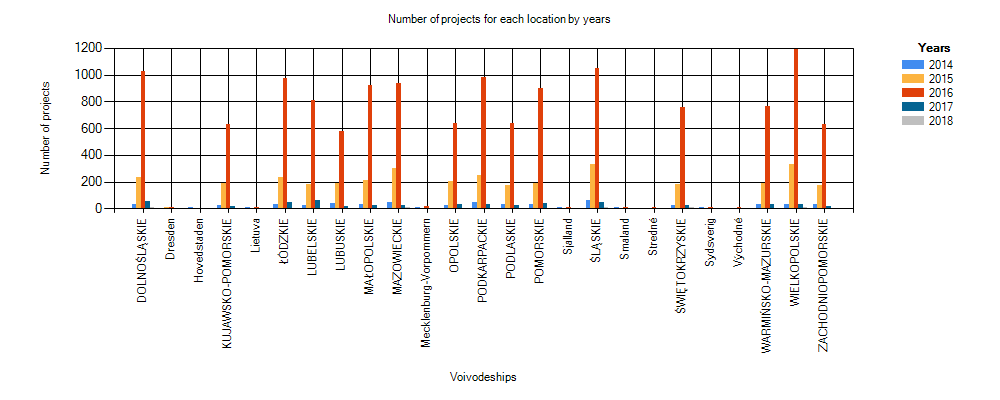 Number of projects for each location by years
Number of projects
1200
1000
800
600
400
200
0
DOLNOŚLĄSKIE
Dresden
Hovedstaden
KUJAWSKO-POMORSKIE
Lietuva
ŁÓDZKIE
LUBELSKIE
LUBUSKIE
MAŁOPOLSKIE
MAZOWIECKIE
Mecklenburg-Vorpommern
OPOLSKIE
PODKARPACKIE
PODLASKIE
POMORSKIE
Sjalland
ŚLĄSKIE
Smaland
Stredné
ŚWIĘTOKRZYSKIE
Sydsverig
Východné
WARMIŃSKO-MAZURSKIE
WIELKOPOLSKIE
ZACHODNIOPOMORSKIE
Voivodeships
Years
2014
2015
2016
2017
2018